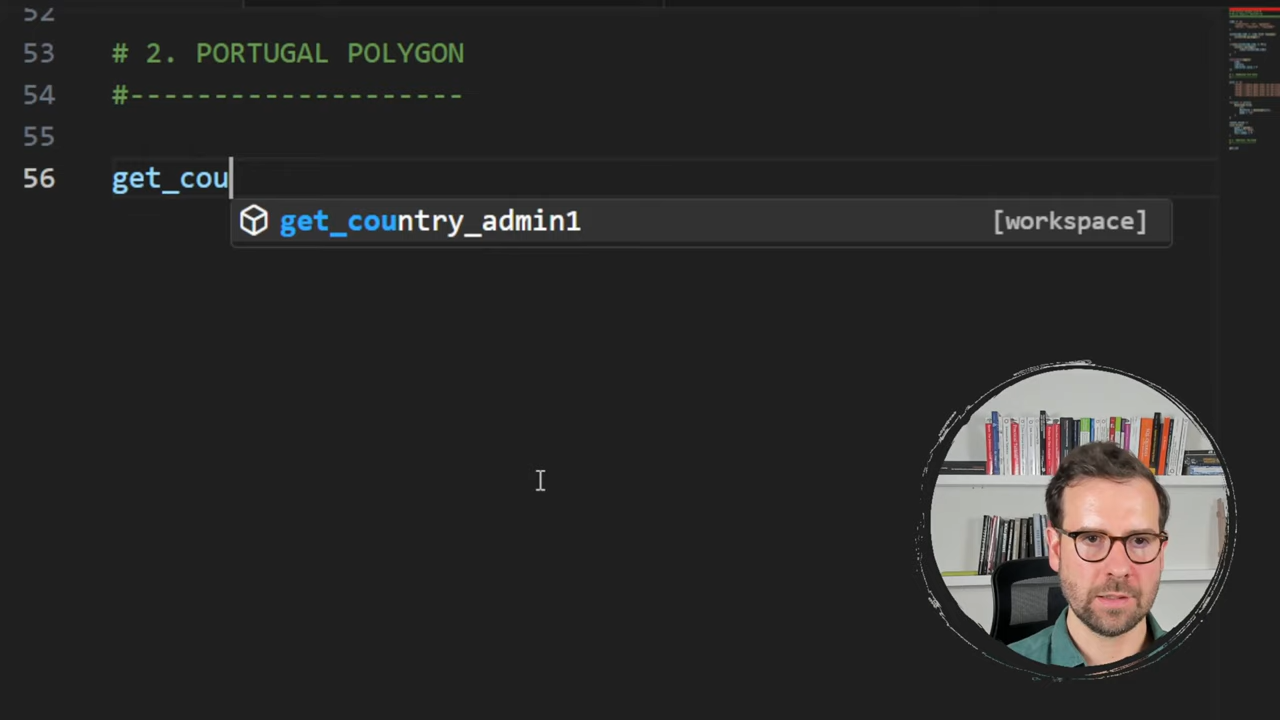 52
53 # 2. PORTUGAL POLYGON
54 #--------------------
55
56 get_cou
get_country_admin1 [workspace]